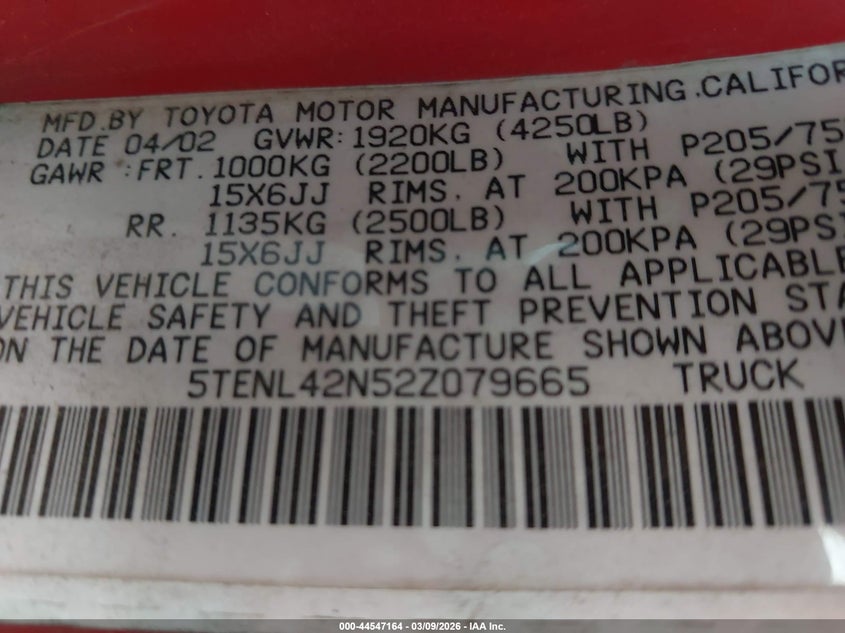 MFD.BY TOYOTA MOTOR MANUFACTURING.CALIFOR
DATE 04/02 GVWR:1920KG (4250LB)
GAWR :FRT.1000KG (2200LB) WITH P205/75
15X6JJ RIMS. AT 200KPA (29PSI
RR. 1135KG (2500LB) WITH P205/75
15X6JJ RIMS. AT 200KPA (29PSI
THIS VEHICLE CONFORMS TO ALL APPLICABLE
VEHICLE SAFETY AND THEFT PREVENTION STA
ON THE DATE OF MANUFACTURE SHOWN ABOVE
5TENL42N52Z079665 TRUCK
000-44547164 - 03/09/2026 - IAA Inc.